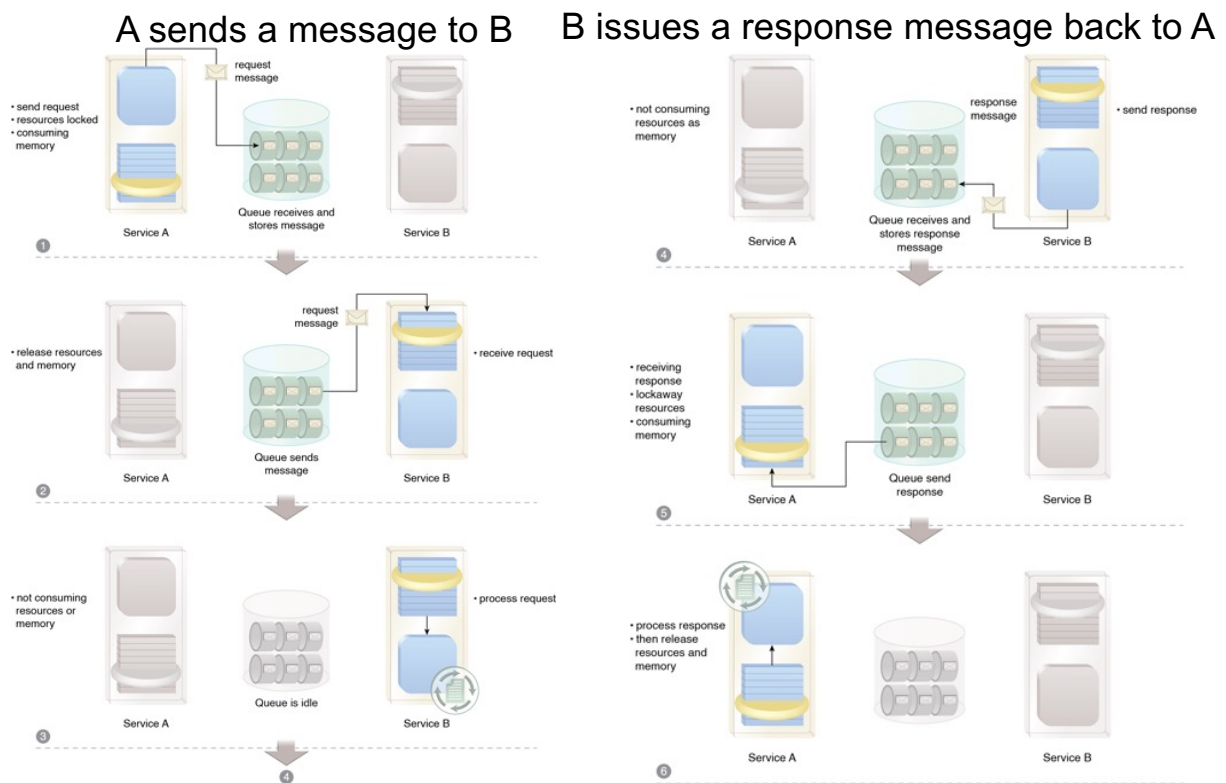 A sends a message to B
request
message
• send request
• resources locked
• consuming
memory
Queue receives and
stores message
Service A
Service B
1
request
message
• release resources
and memory
• receive request
Queue sends
message
Service A
Service B
2
• not consuming
resources or
memory
• process request
Queue is idle
Service A
Service B
3
4
B issues a response message back to A
• not consuming
resources as
memory
response
message
• send response
Queue receives and
stores response
message
Service A
Service B
4
• receiving
response
• lockaway
resources
• consuming
memory
Queue send
response
Service A
Service B
5
• process response
• then release
resources and
memory
Service A
Service B
6